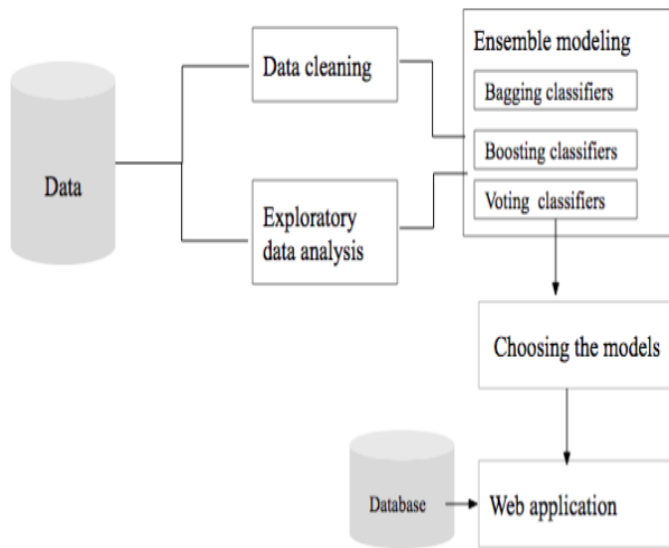 Data
Data cleaning
Exploratory
data analysis
Ensemble modeling
Bagging classifiers
Boosting classifiers
Voting classifiers
Choosing the models
Database
Web application